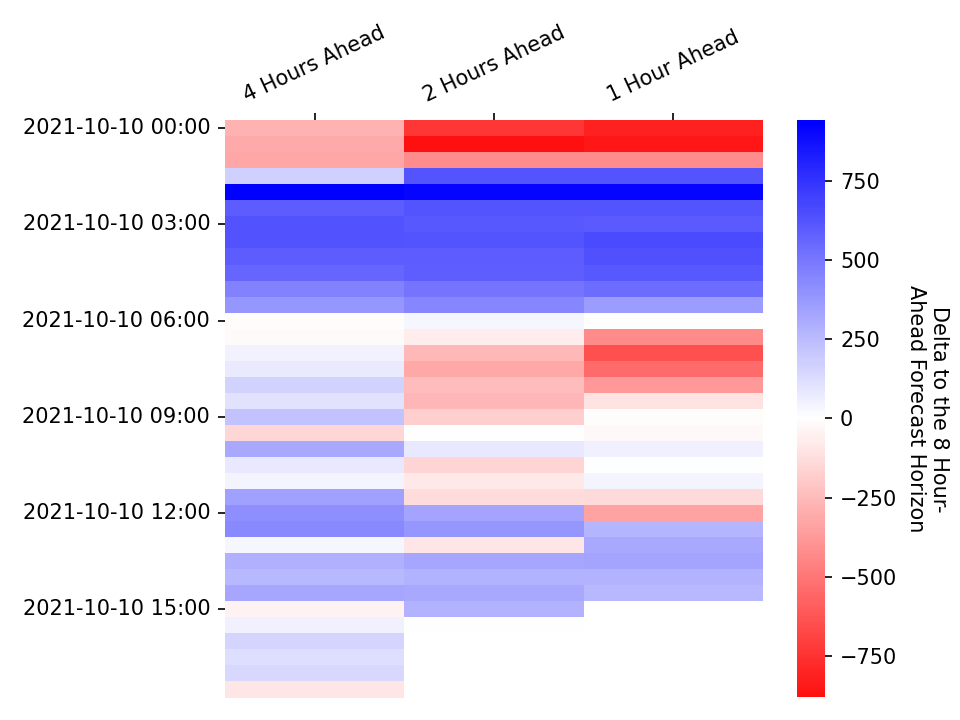 4 Hours Ahead
2 Hours Ahead
1 Hour Ahead
2021-10-10 00:00
2021-10-10 03:00
2021-10-10 06:00
2021-10-10 09:00
2021-10-10 12:00
2021-10-10 15:00
750
500
250
0
−250
−500
−750
Delta to the 8 Hour-
Ahead Forecast Horizon